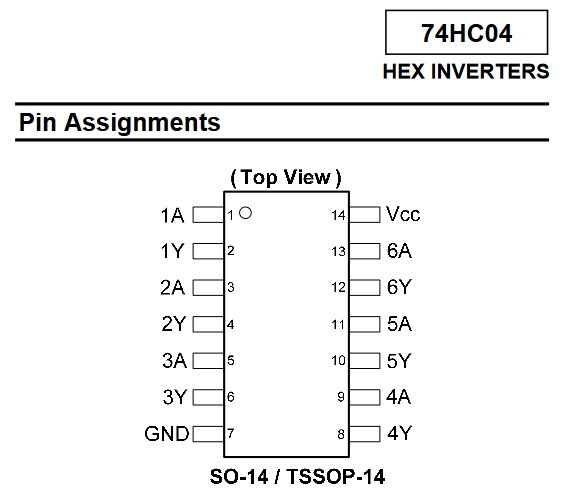 74HC04
HEX INVERTERS
Pin Assignments
( Top View )
1A 1 14 Vcc
1Y 2 13 6A
2A 3 12 6Y
2Y 4 11 5A
3A 5 10 5Y
3Y 6 9 4A
GND 7 8 4Y
SO-14 / TSSOP-14